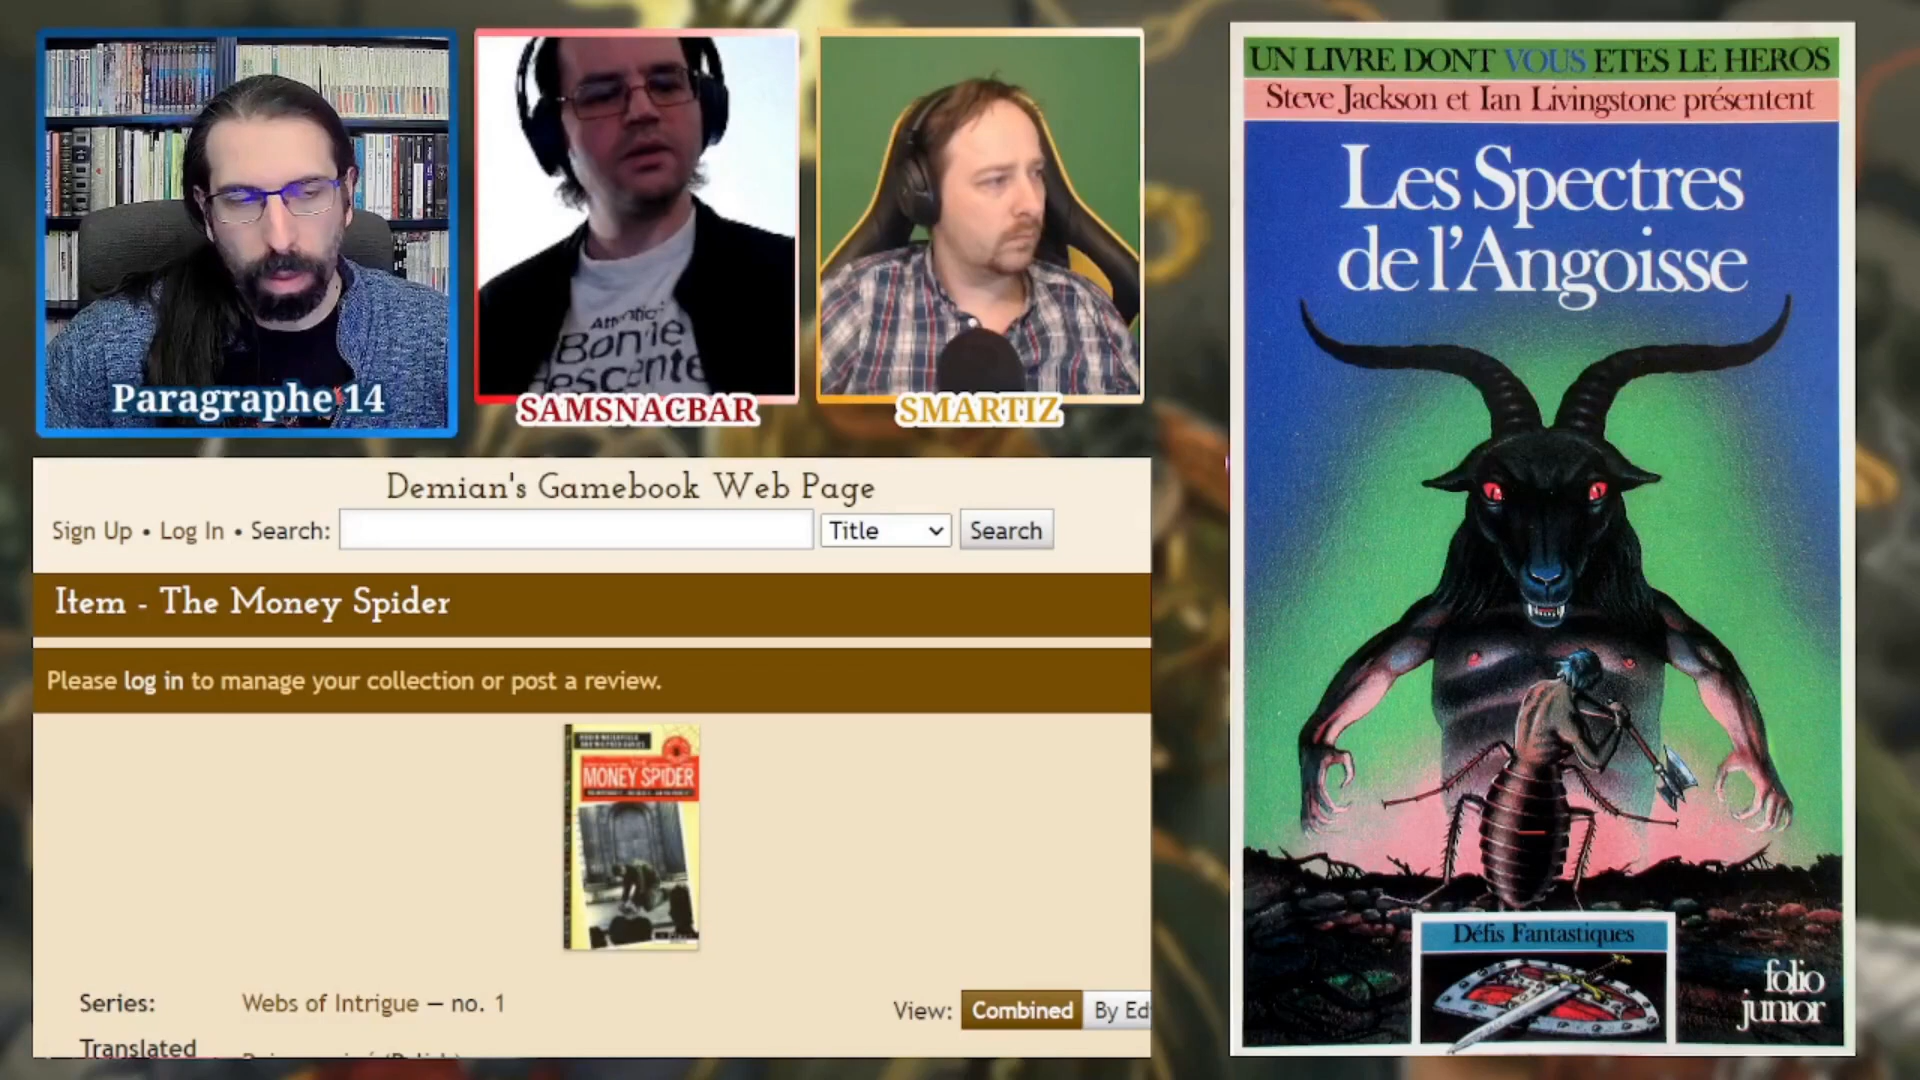 Paragraphe 14
Bonne
SAMSNACBAR
SMARTIZ
Demian's Gamebook Web Page
Sign Up • Log In • Search:
Title
Search
Item - The Money Spider
Please log in to manage your collection or post a review.
MONEY SPIDER
Series:
Webs of Intrigue — no. 1
View:
Combined
By Ed
Translated
UN LIVRE DONT VOUS ETES LE HEROS
Steve Jackson et Ian Livingstone présentent
Les Spectres
de l'Angoisse
Défis Fantastiques
folio
junior